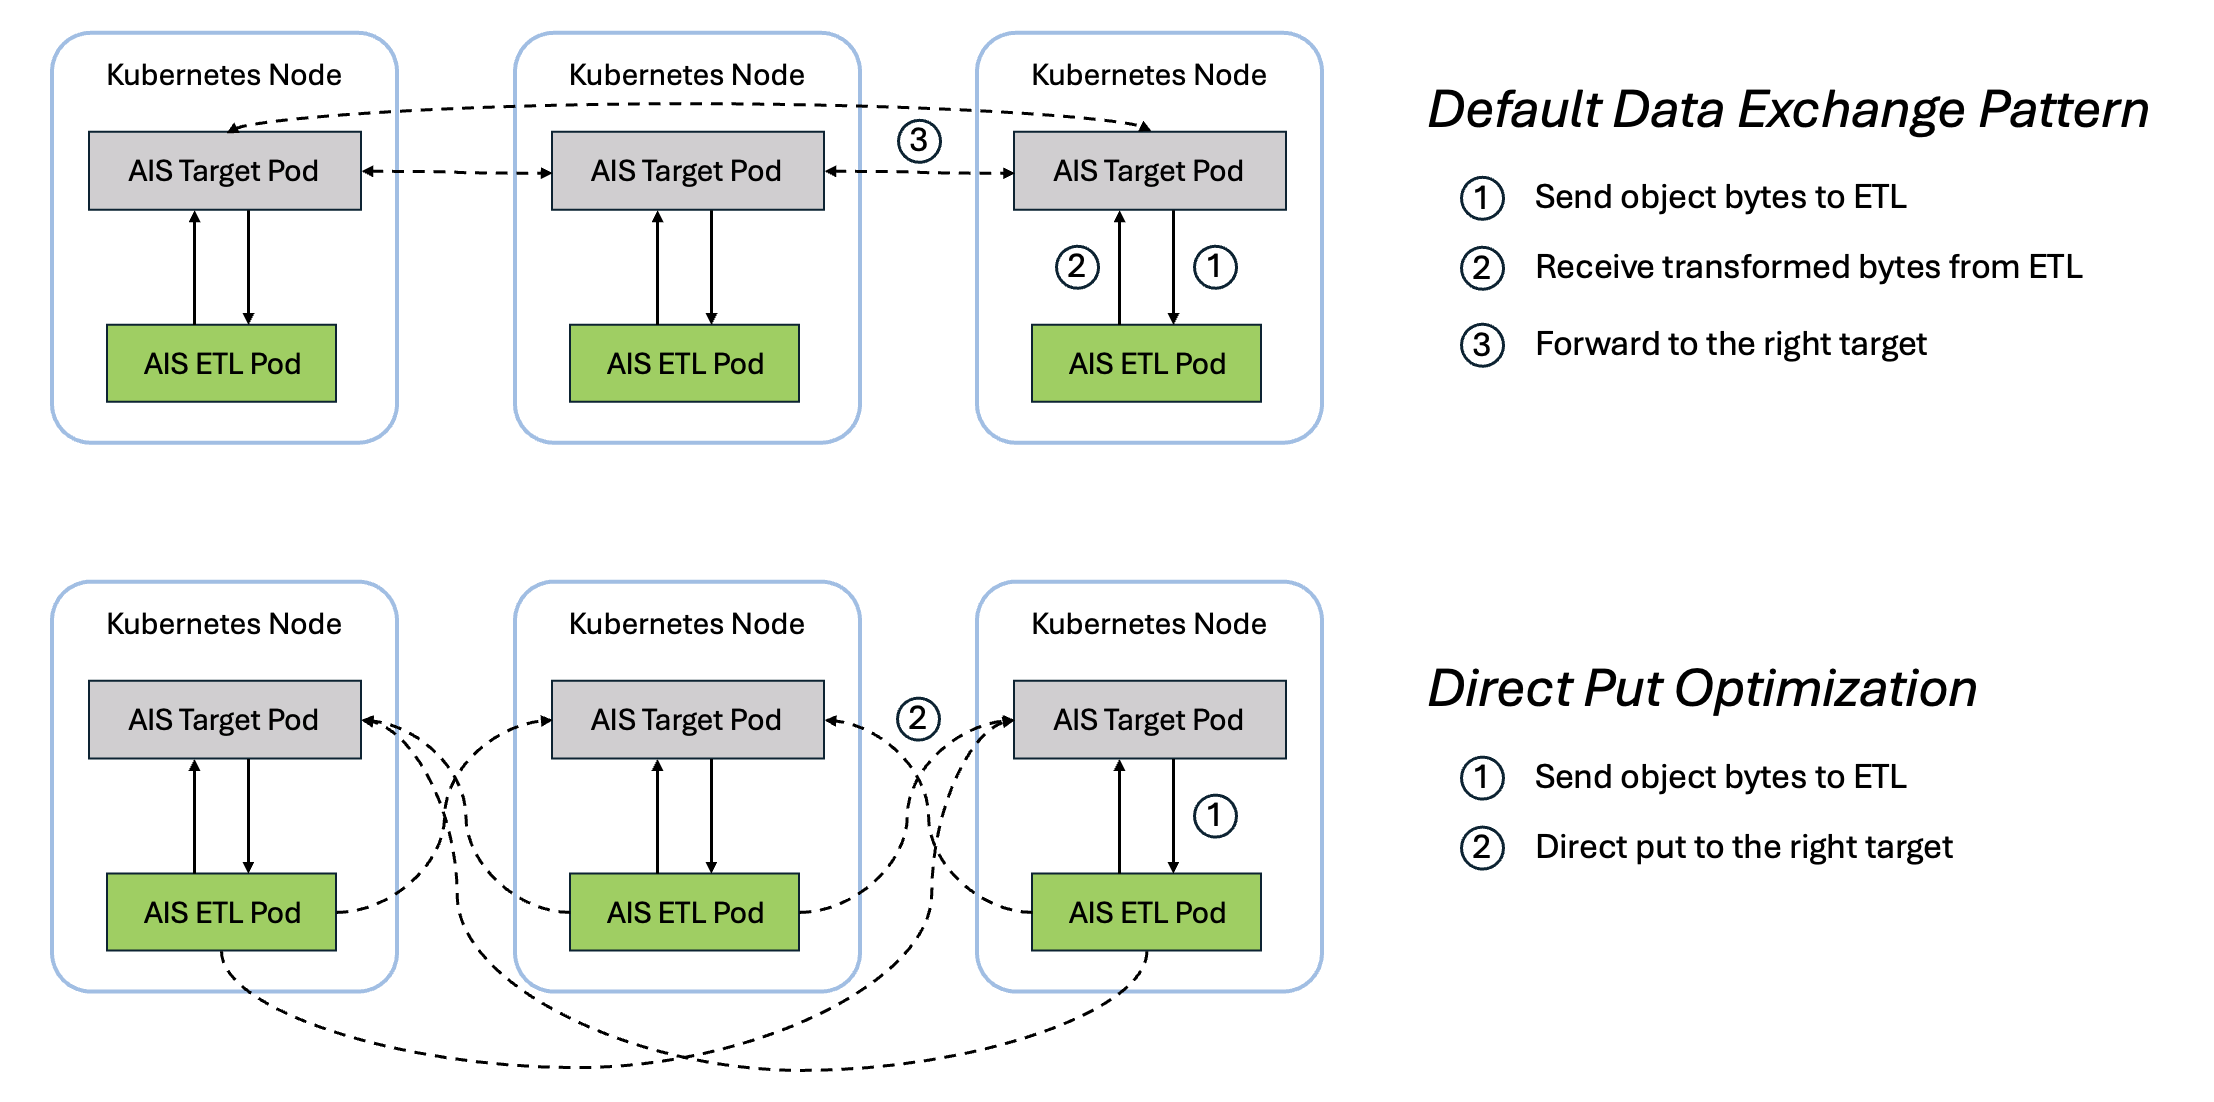 Kubernetes Node
Kubernetes Node
Kubernetes Node
AIS Target Pod
AIS Target Pod
3
AIS Target Pod
2
1
AIS ETL Pod
AIS ETL Pod
AIS ETL Pod
Default Data Exchange Pattern
1 Send object bytes to ETL
2 Receive transformed bytes from ETL
3 Forward to the right target
Kubernetes Node
Kubernetes Node
Kubernetes Node
AIS Target Pod
AIS Target Pod
2
AIS Target Pod
1
AIS ETL Pod
AIS ETL Pod
AIS ETL Pod
Direct Put Optimization
1 Send object bytes to ETL
2 Direct put to the right target